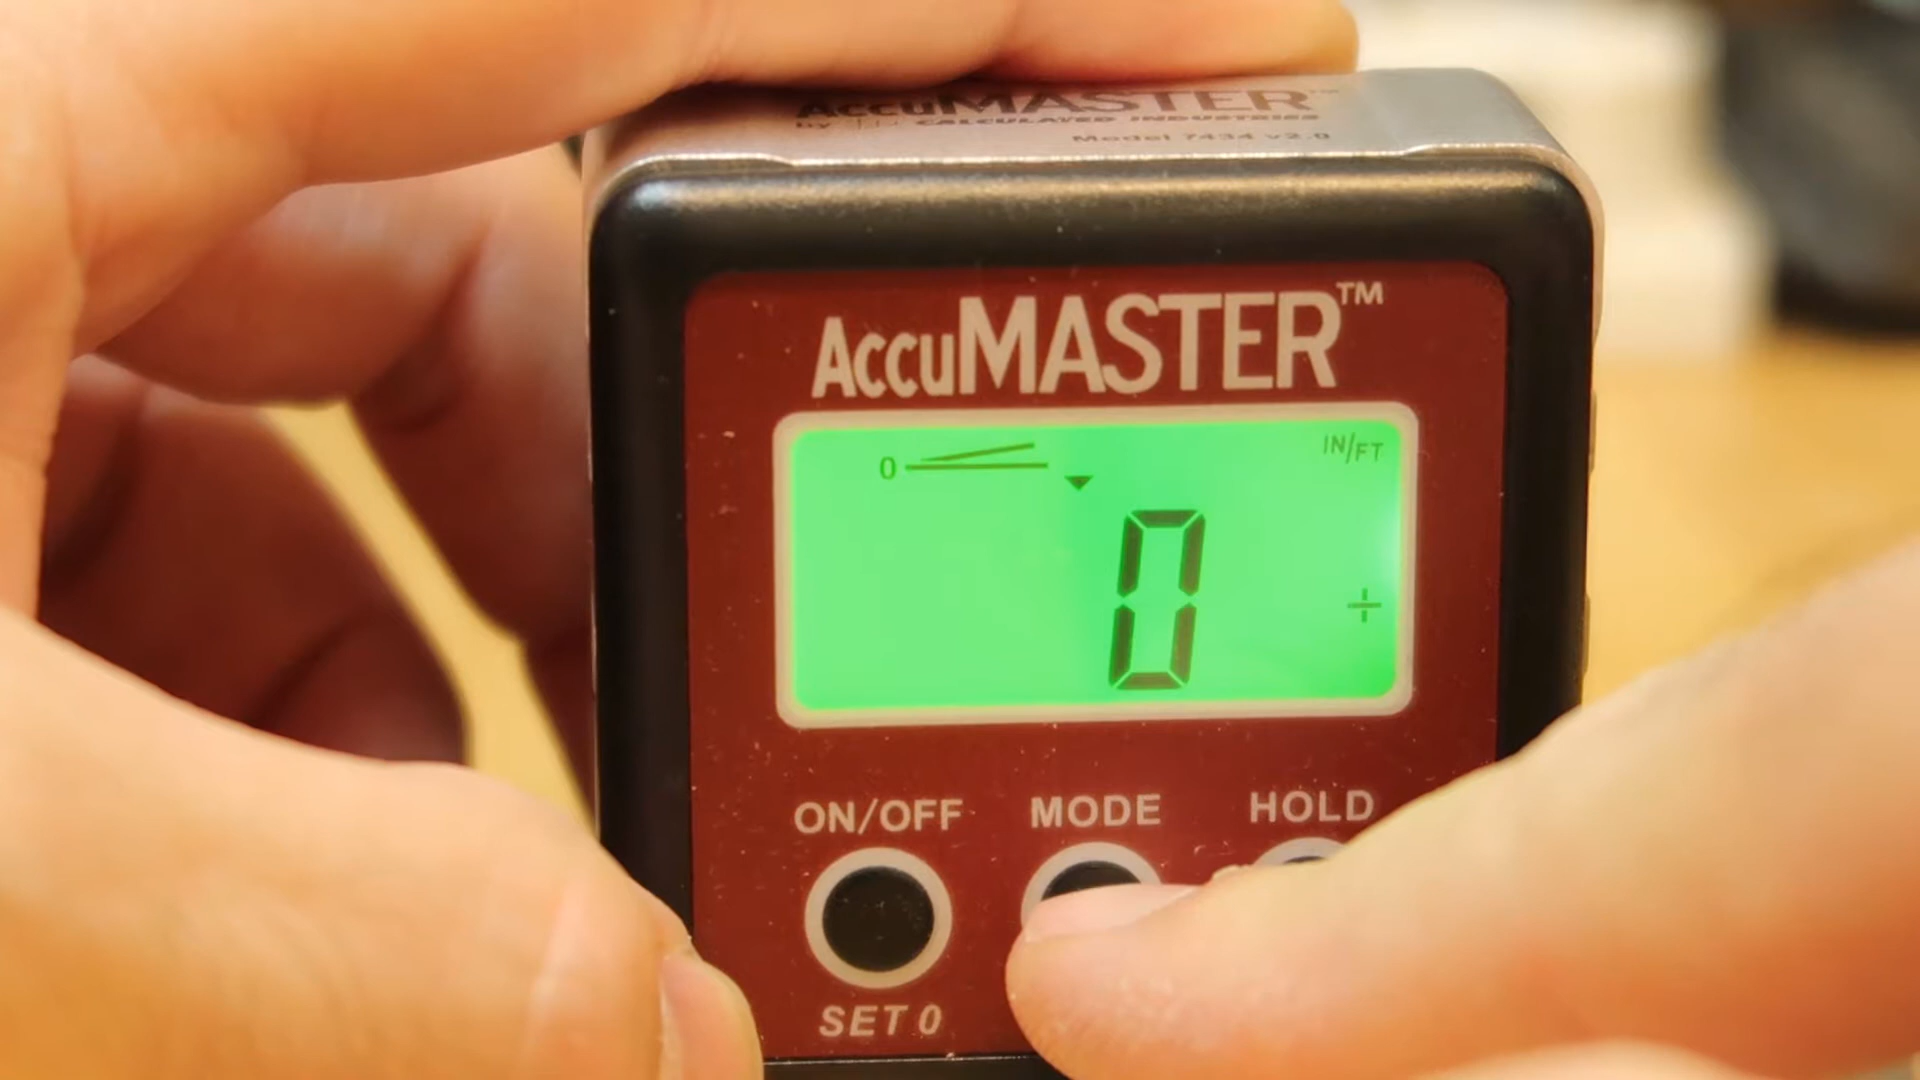 AccuMASTER™
by CALCULATED INDUSTRIES
Model 7434 v2.0
AccuMASTER™
0 IN/FT
0
ON/OFF MODE HOLD
SET 0